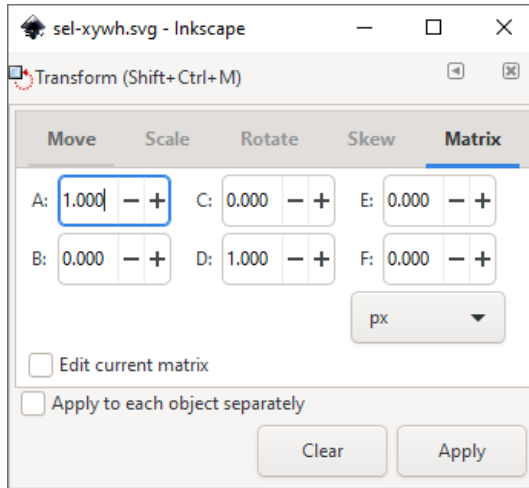 sel-xywh.svg - Inkscape
Transform (Shift+Ctrl+M)
Move Scale Rotate Skew Matrix
A: 1.000 C: 0.000 E: 0.000
B: 0.000 D: 1.000 F: 0.000
px
Edit current matrix
Apply to each object separately
Clear Apply